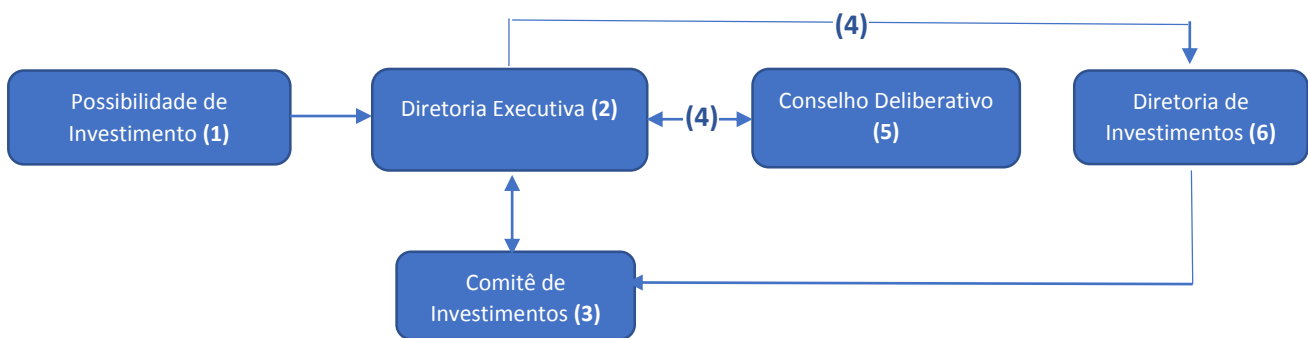 (4)
Possibilidade de
Investimento (1)
Diretoria Executiva (2)
(4)
Conselho Deliberativo
(5)
Diretoria de
Investimentos (6)
Comitê de
Investimentos (3)